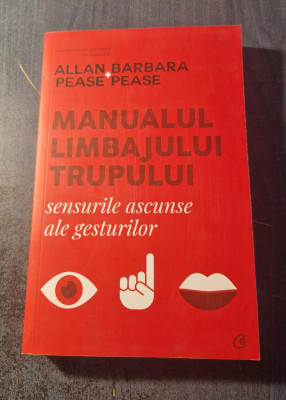 ALLAN + BARBARA
PEASE PEASE
MANUALUL
LIMBAJULUI
TRUPULUI
sensurile ascunse
ale gesturilor